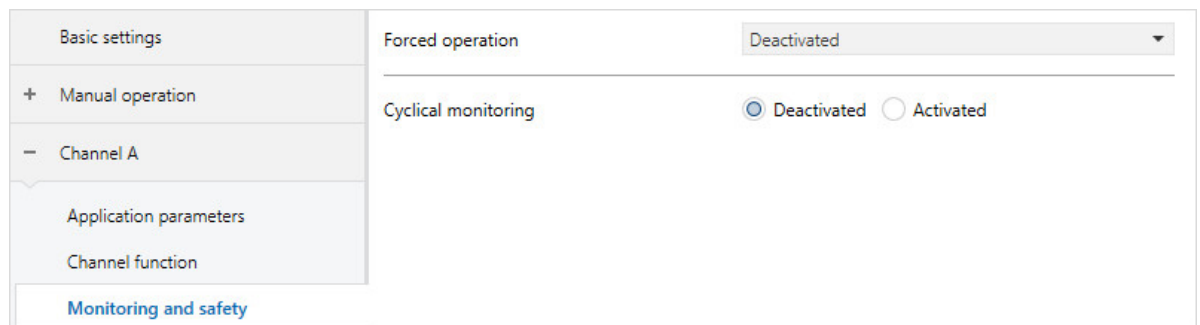 Basic settings
Forced operation Deactivated
+ Manual operation
Cyclical monitoring Deactivated Activated
− Channel A
Application parameters
Channel function
Monitoring and safety